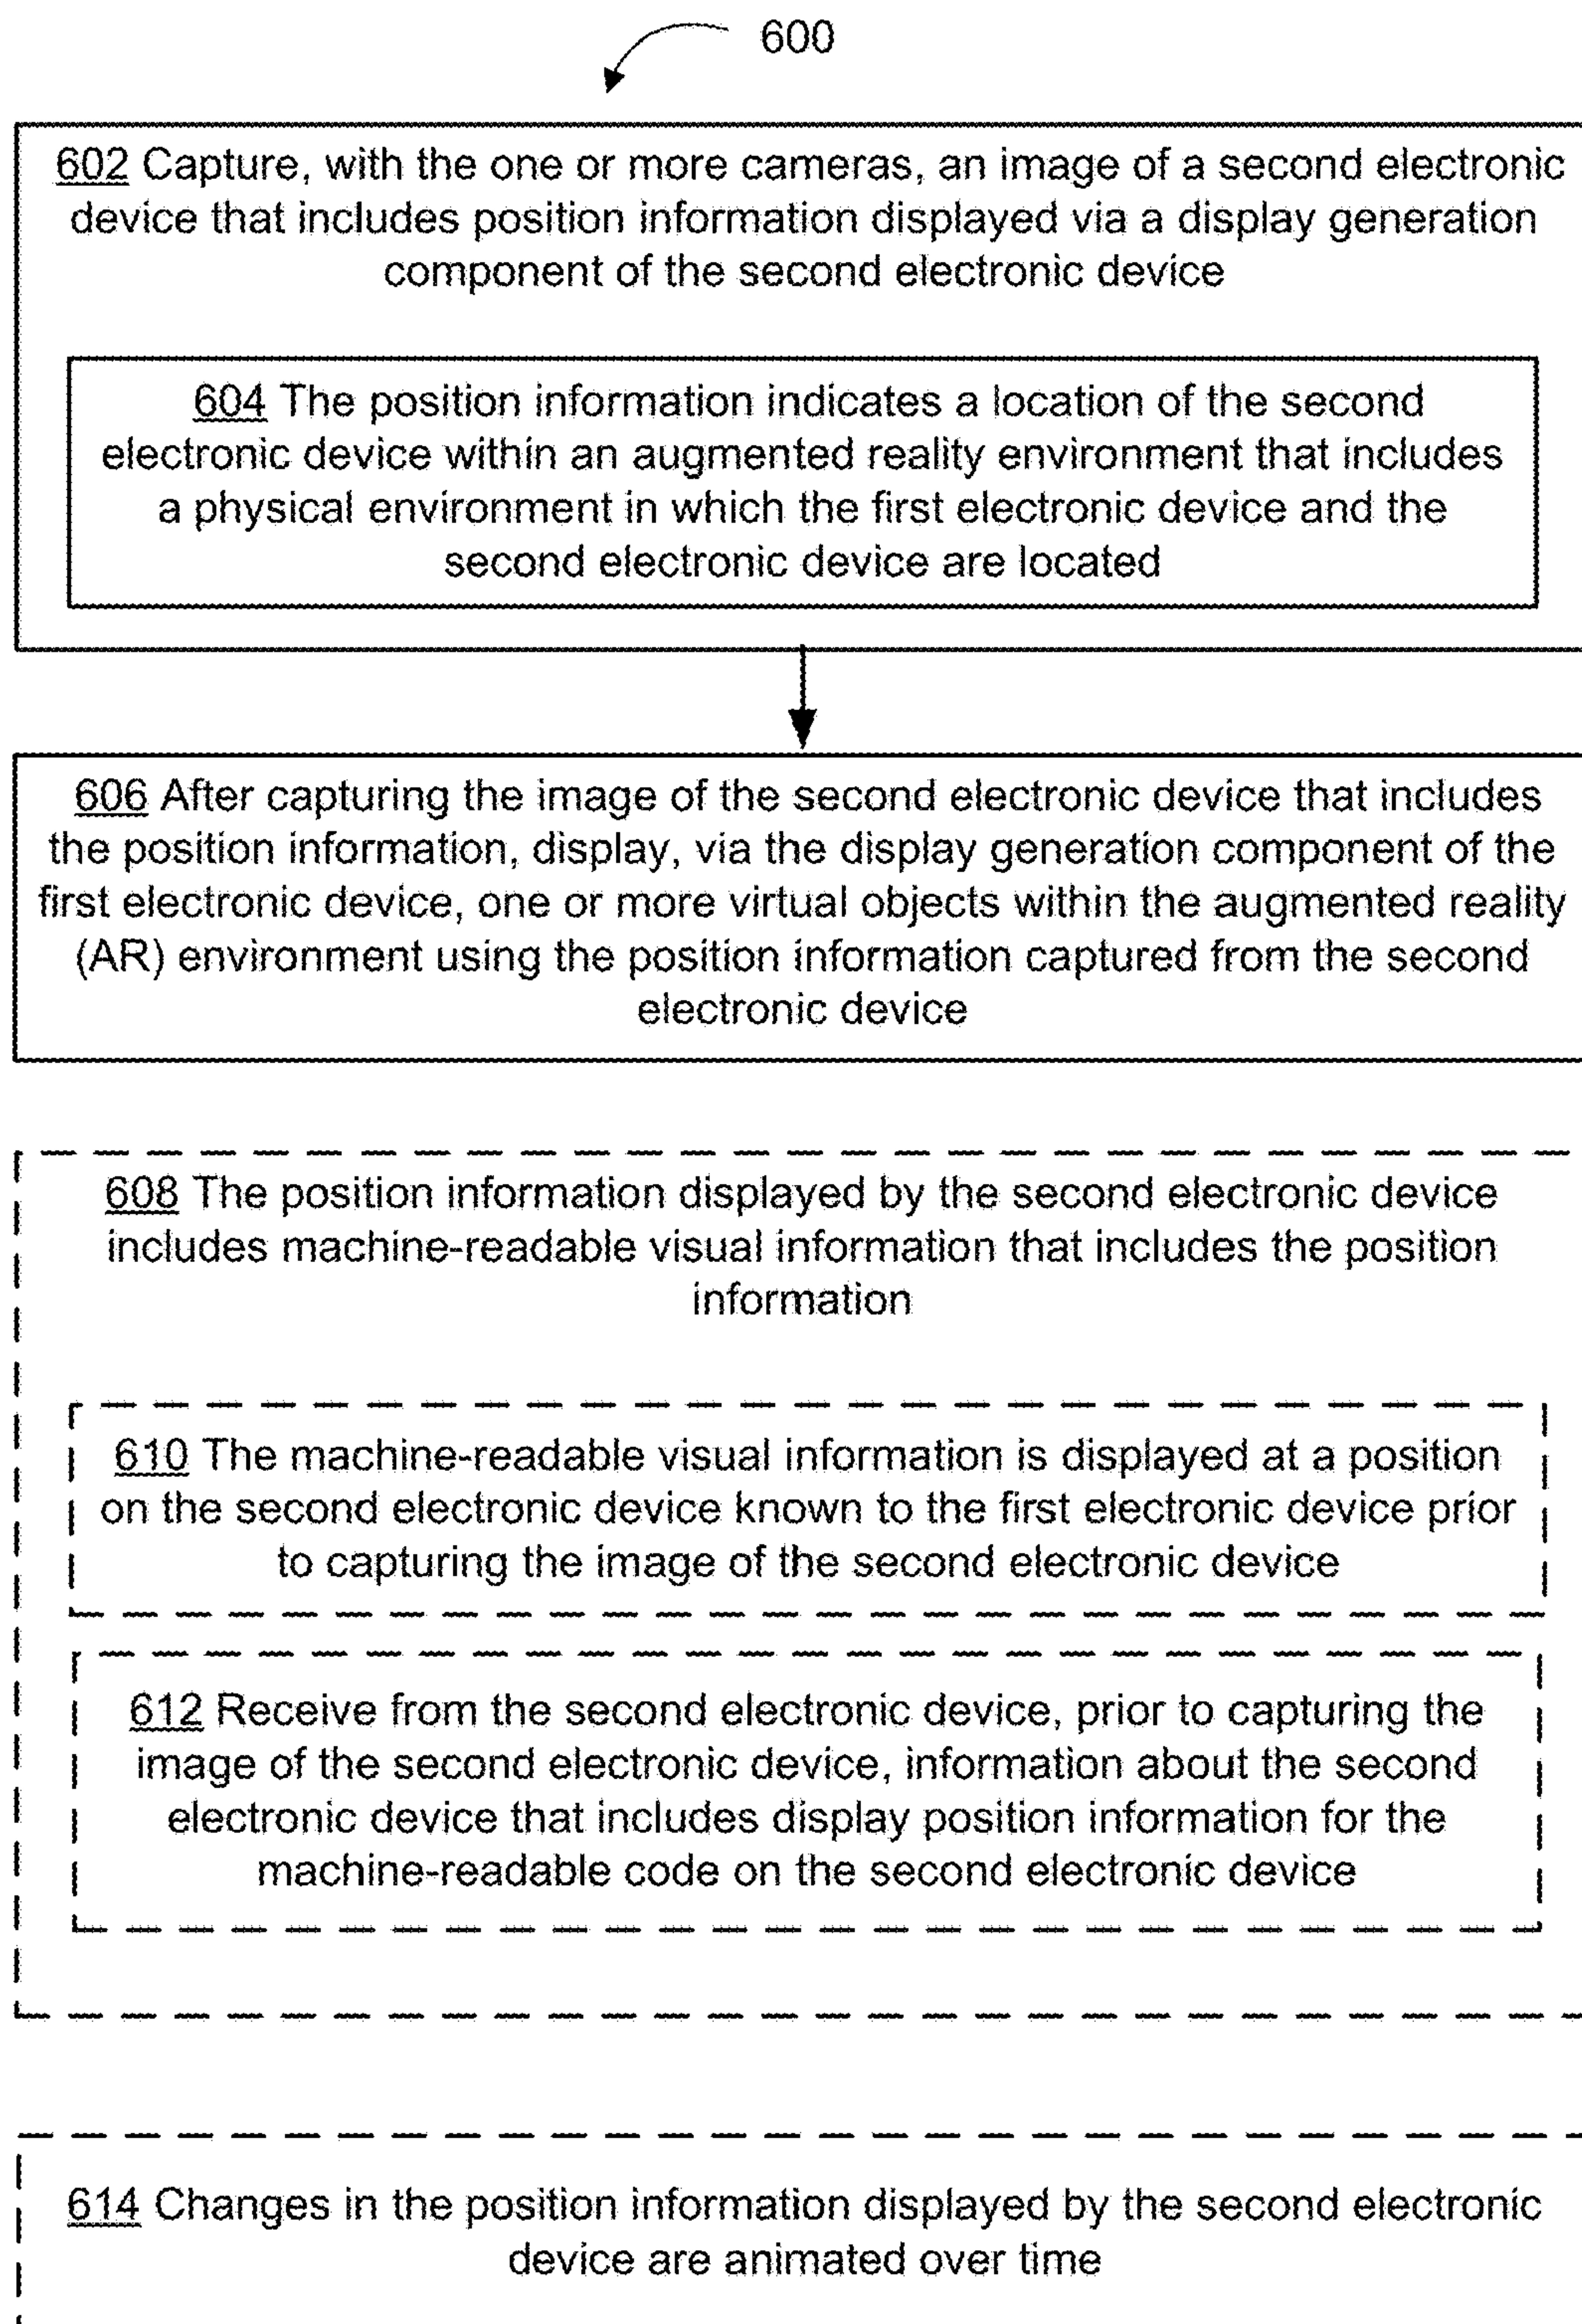 600
602 Capture, with the one or more cameras, an image of a second electronic
device that includes position information displayed via a display generation
component of the second electronic device
604 The position information indicates a location of the second
electronic device within an augmented reality environment that includes
a physical environment in which the first electronic device and the
second electronic device are located
606 After capturing the image of the second electronic device that includes
the position information, display, via the display generation component of the
first electronic device, one or more virtual objects within the augmented reality
(AR) environment using the position information captured from the second
electronic device
608 The position information displayed by the second electronic device
includes machine-readable visual information that includes the position
information
610 The machine-readable visual information is displayed at a position
on the second electronic device known to the first electronic device prior
to capturing the image of the second electronic device
612 Receive from the second electronic device, prior to capturing the
image of the second electronic device, information about the second
electronic device that includes display position information for the
machine-readable code on the second electronic device
614 Changes in the position information displayed by the second electronic
device are animated over time